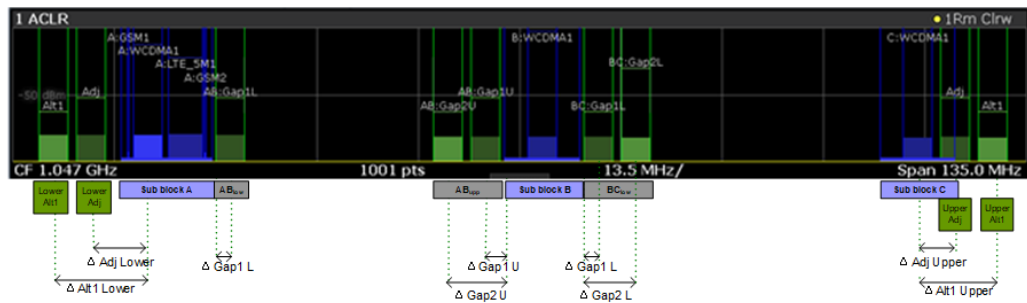 1 ACLR
1Rm Clrw
A:GSM1
B:WCDMA1
C:WCDMA1
A:WCDMA1
A:LTE_5M1
BC:Gap2L
A:GSM2
-50 dBm
Alt1
Adj
AB:Gap1L
AB:Gap2U
AB:Gap1U
BC:Gap1L
Adj
Alt1
CF 1.047 GHz
1001 pts
13.5 MHz/
Span 135.0 MHz
Lower Alt1
Lower Adj
Sub block A
ABlow
ABupp
Sub block B
BClow
Sub block C
Upper Adj
Upper Alt1
Δ Adj Lower
Δ Gap1 L
Δ Gap1 U
Δ Gap1 L
Δ Adj Upper
Δ Alt1 Lower
Δ Gap2 U
Δ Gap2 L
Δ Alt1 Upper